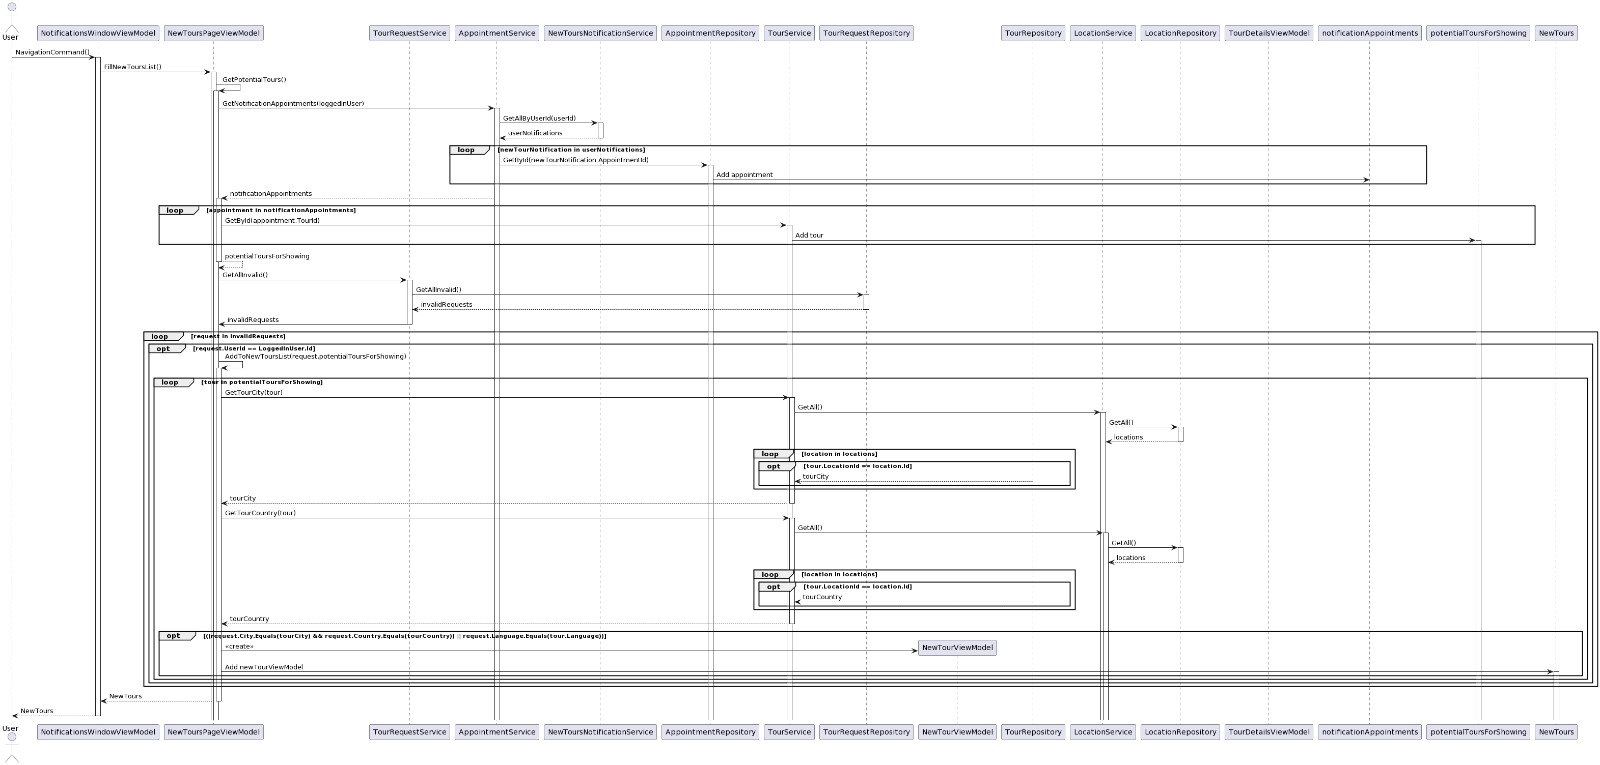 User
NotificationsWindowViewModel
NewToursPageViewModel
TourRequestService
AppointmentService
NewToursNotificationService
AppointmentRepository
TourService
TourRequestRepository
TourRepository
LocationService
LocationRepository
TourDetailsViewModel
notificationAppointments
potentialToursForShowing
NewTours
NavigationCommand()
FillNewToursList()
GetPotentialTours()
GetNotificationAppointments(loggedInUser)
GetAllByUserId(userId)
userNotifications
loop [newTourNotification in userNotifications]
GetById(newTourNotification.AppointmentId)
Add appointment
notificationAppointments
loop [appointment in notificationAppointments]
GetById(appointment.TourId)
Add tour
potentialToursForShowing
GetAllInvalid()
GetAllInvalid()
invalidRequests
invalidRequests
loop [request in invalidRequests]
opt [request.UserId == LoggedInUser.Id]
AddToNewToursList(request,potentialToursForShowing)
loop [tour in potentialToursForShowing]
GetTourCity(tour)
GetAll()
GetAll()
locations
loop [location in locations]
opt [tour.LocationId == location.Id]
tourCity
tourCity
GetTourCountry(tour)
GetAll()
GetAll()
locations
loop [location in locations]
opt [tour.LocationId == location.Id]
tourCountry
tourCountry
opt [((request.City.Equals(tourCity) && request.Country.Equals(tourCountry)) || request.Language.Equals(tour.Language))]
«create»
NewTourViewModel
Add newTourViewModel
NewTours
NewTours
User
NotificationsWindowViewModel
NewToursPageViewModel
TourRequestService
AppointmentService
NewToursNotificationService
AppointmentRepository
TourService
TourRequestRepository
NewTourViewModel
TourRepository
LocationService
LocationRepository
TourDetailsViewModel
notificationAppointments
potentialToursForShowing
NewTours